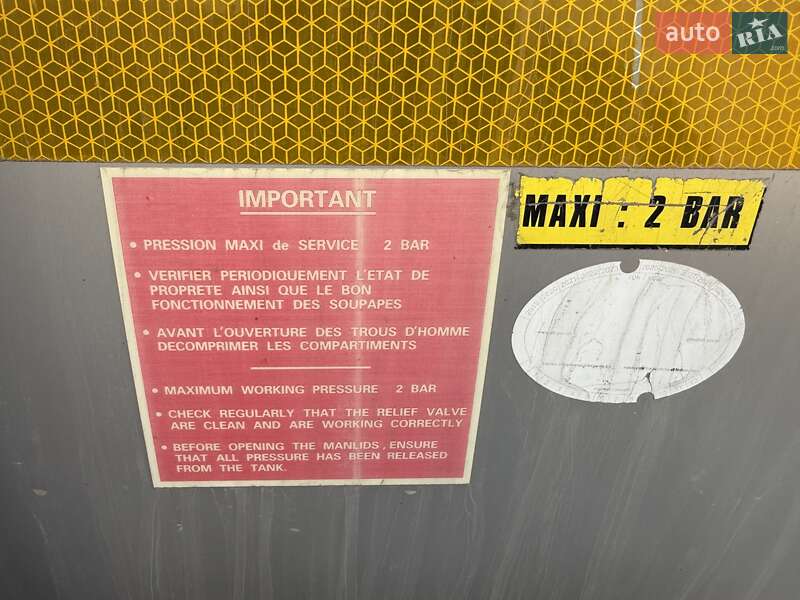 auto RIA.com
IMPORTANT
• PRESSION MAXI de SERVICE 2 BAR
• VERIFIER PERIODIQUEMENT L'ETAT DE
PROPRETE AINSI QUE LE BON
FONCTIONNEMENT DES SOUPAPES
• AVANT L'OUVERTURE DES TROUS D'HOMME
DECOMPRIMER LES COMPARTIMENTS
• MAXIMUM WORKING PRESSURE 2 BAR
• CHECK REGULARLY THAT THE RELIEF VALVE
ARE CLEAN AND ARE WORKING CORRECTLY
• BEFORE OPENING THE MANLIDS, ENSURE
THAT ALL PRESSURE HAS BEEN RELEASED
FROM THE TANK.
MAXI : 2 BAR